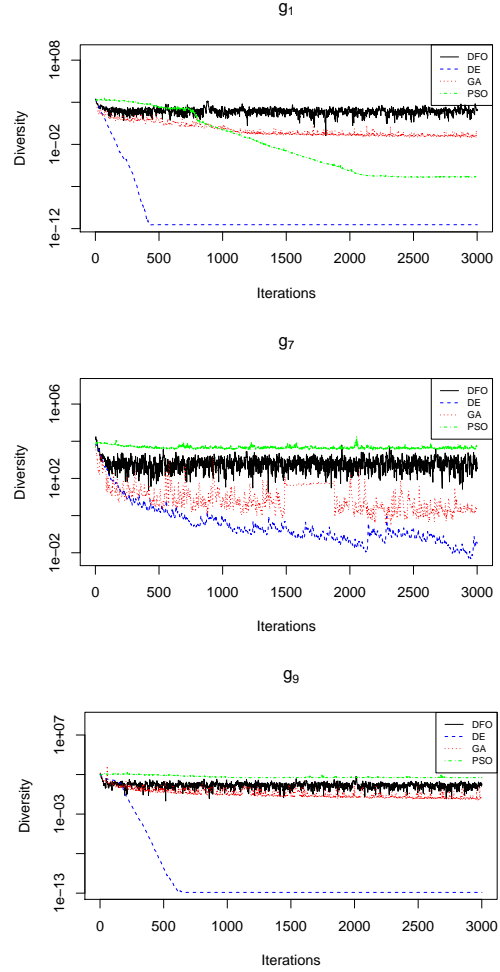 g1
1e+08
1e-02
1e-12
Diversity
DFO
DE
GA
PSO
0 500 1000 1500 2000 2500 3000
Iterations
g7
1e+06
1e+02
1e-02
Diversity
DFO
DE
GA
PSO
0 500 1000 1500 2000 2500 3000
Iterations
g9
1e+07
1e-03
1e-13
Diversity
DFO
DE
GA
PSO
0 500 1000 1500 2000 2500 3000
Iterations